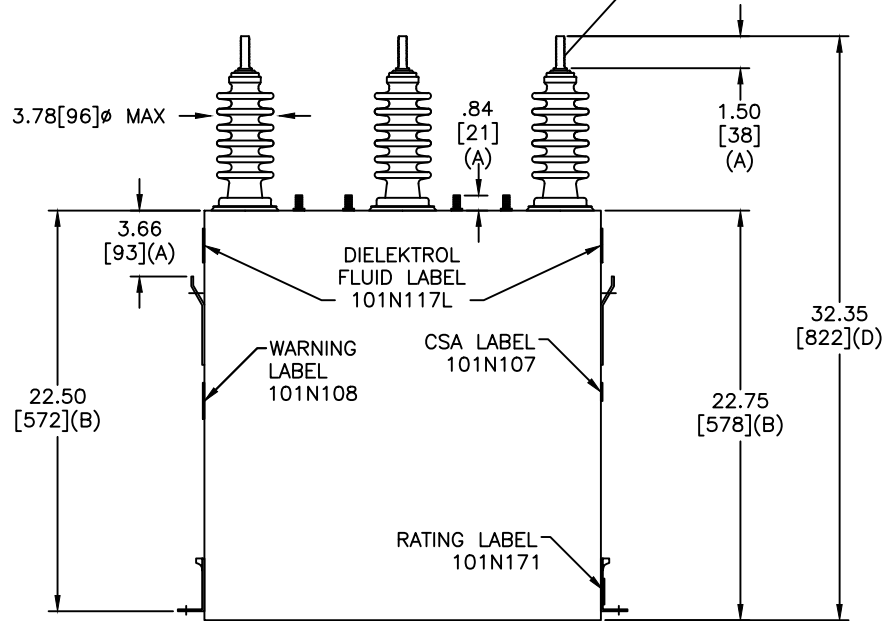 3.78[96]ø MAX
.84
[21]
(A)
1.50
[38]
(A)
3.66
[93](A)
DIELEKTROL
FLUID LABEL
101N117L
32.35
[822](D)
WARNING
LABEL
101N108
CSA LABEL
101N107
22.50
[572](B)
22.75
[578](B)
RATING LABEL
101N171